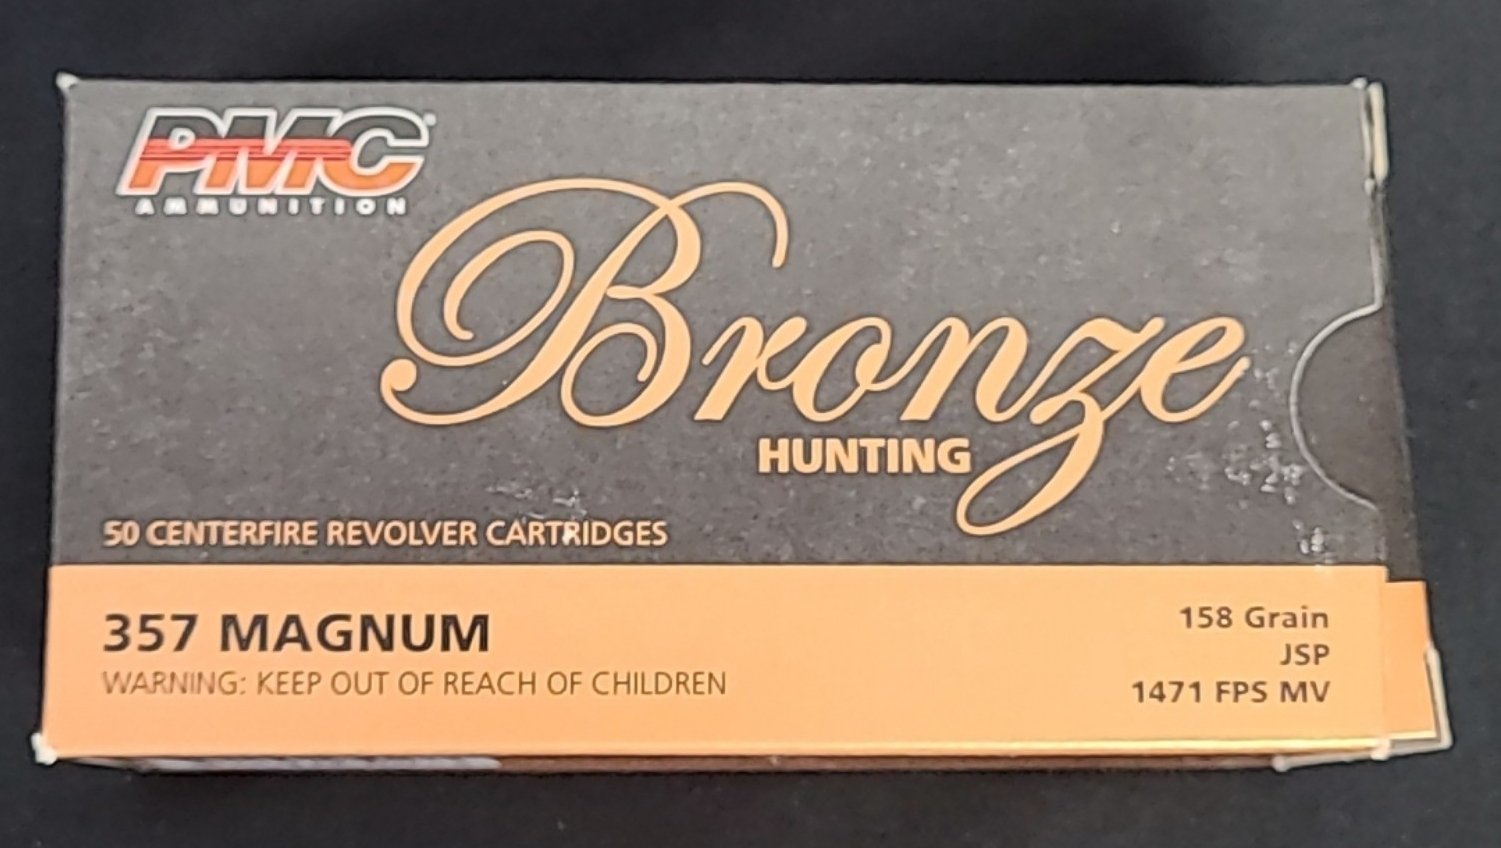 PMC®
AMMUNITION
Bronze
HUNTING
50 CENTERFIRE REVOLVER CARTRIDGES
357 MAGNUM
WARNING: KEEP OUT OF REACH OF CHILDREN
158 Grain
JSP
1471 FPS MV